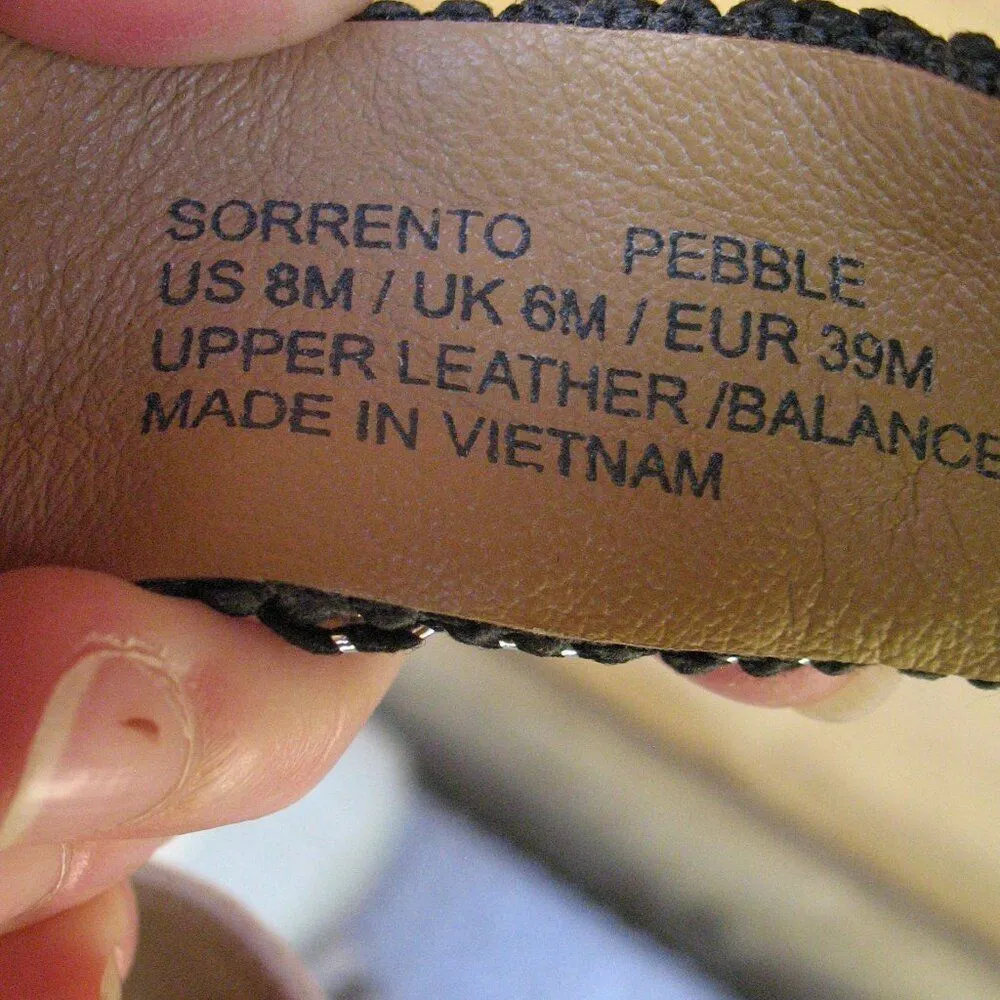 SORRENTO PEBBLE
US 8M / UK 6M / EUR 39M
UPPER LEATHER /BALANCE
MADE IN VIETNAM